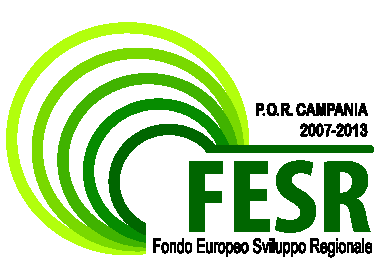 P.O.R. CAMPANIA
2007-2013
FESR
Fondo Europeo Sviluppo Regionale